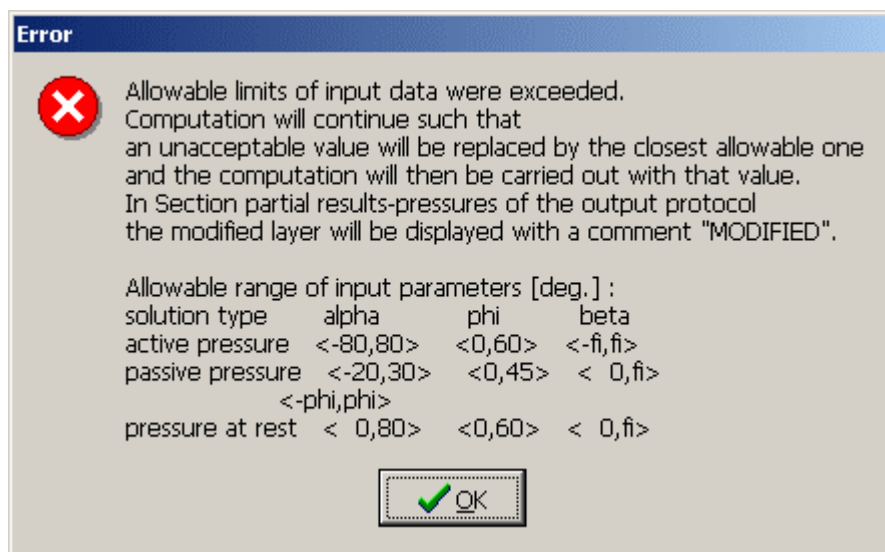 Error
Allowable limits of input data were exceeded.
Computation will continue such that
an unacceptable value will be replaced by the closest allowable one
and the computation will then be carried out with that value.
In Section partial results-pressures of the output protocol
the modified layer will be displayed with a comment "MODIFIED".
Allowable range of input parameters [deg.] :
solution type alpha phi beta
active pressure <-80,80> <0,60> <-fi,fi>
passive pressure <-20,30> <0,45> < 0,fi>
<-phi,phi>
pressure at rest < 0,80> <0,60> < 0,fi>
OK